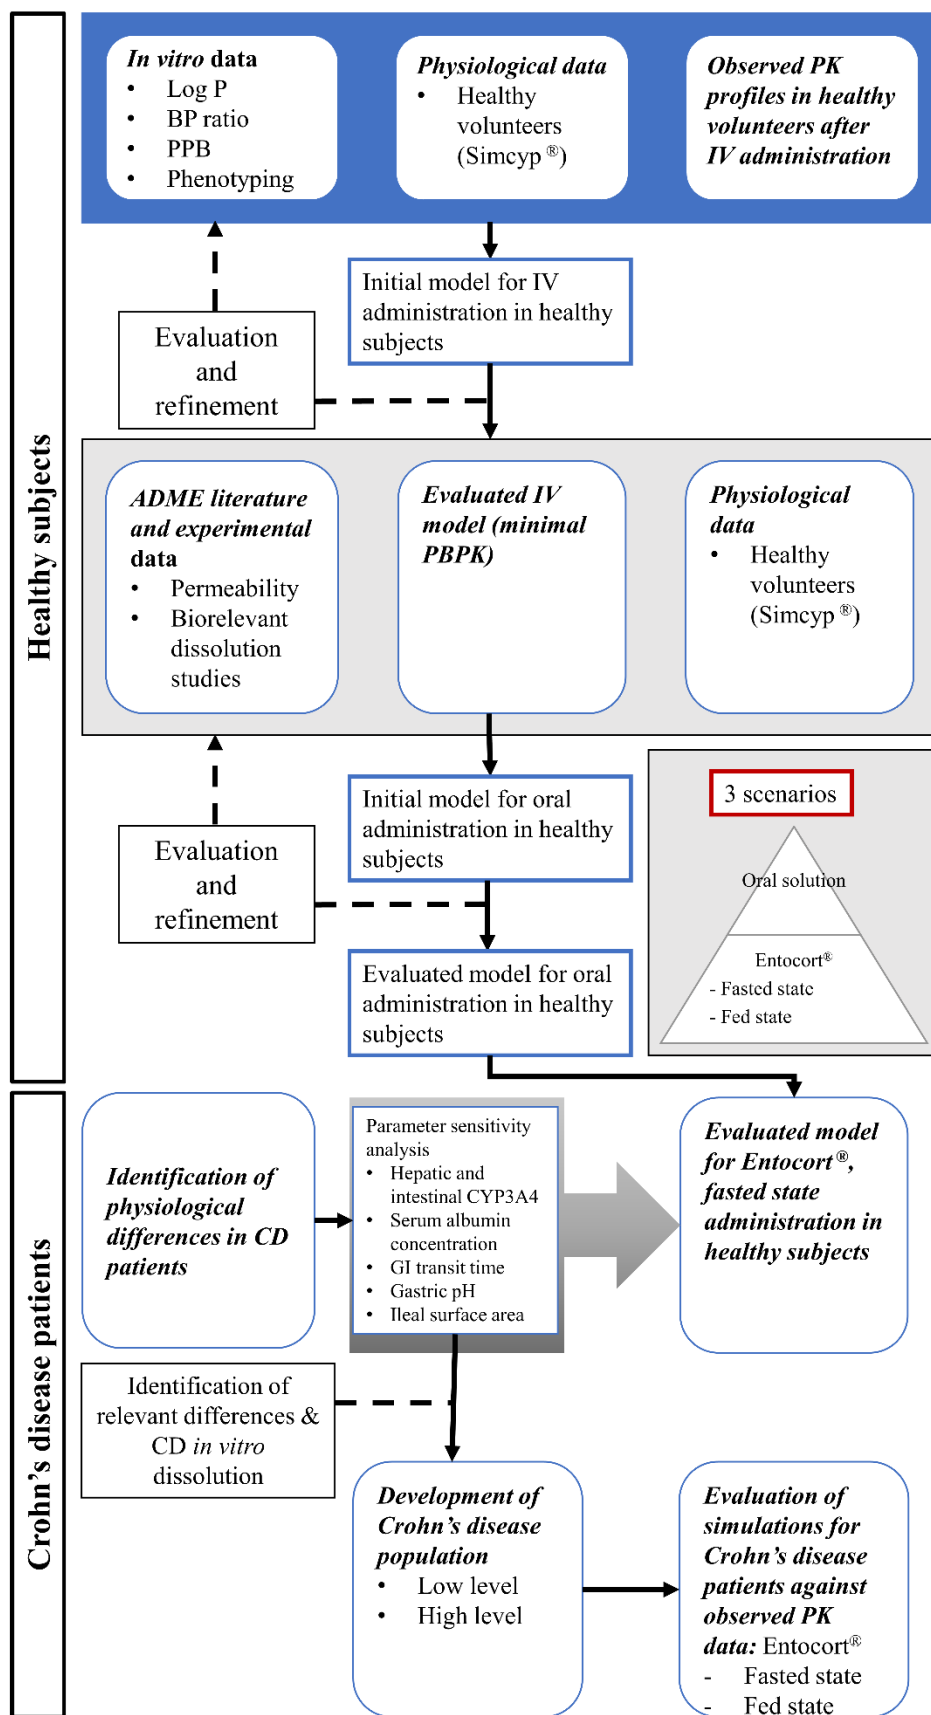 Healthy subjects
In vitro data
• Log P
• BP ratio
• PPB
• Phenotyping
Physiological data
• Healthy
volunteers
(Simcyp ®)
Observed PK
profiles in healthy
volunteers after
IV administration
Initial model for IV
administration in healthy
subjects
Evaluation
and
refinement
ADME literature
and experimental
data
• Permeability
• Biorelevant
dissolution
studies
Evaluated IV
model (minimal
PBPK)
Physiological
data
• Healthy
volunteers
(Simcyp ®)
Initial model for oral
administration in healthy
subjects
Evaluation
and
refinement
3 scenarios
Oral solution
Entocort®
- Fasted state
- Fed state
Evaluated model for oral
administration in healthy
subjects
Crohn’s disease patients
Identification of
physiological
differences in CD
patients
Parameter sensitivity
analysis
• Hepatic and
intestinal CYP3A4
• Serum albumin
concentration
• GI transit time
• Gastric pH
• Ileal surface area
Evaluated model
for Entocort ®,
fasted state
administration in
healthy subjects
Identification of
relevant differences &
CD in vitro
dissolution
Development of
Crohn’s disease
population
• Low level
• High level
Evaluation of
simulations for
Crohn’s disease
patients against
observed PK
data: Entocort®
- Fasted state
- Fed state